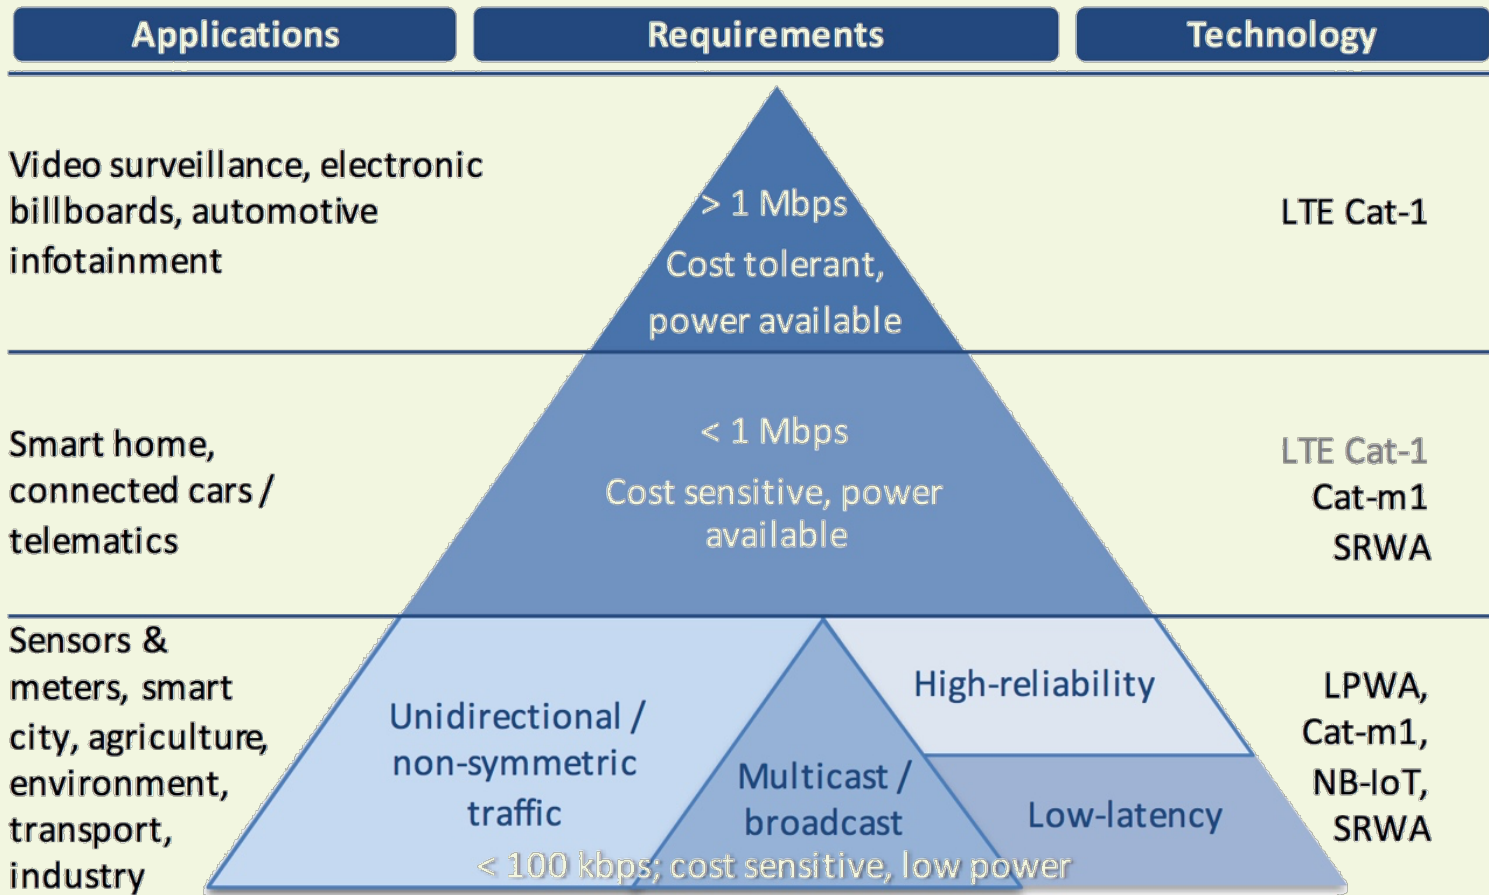 Applications
Requirements
Technology
Video surveillance, electronic
billboards, automotive
infotainment
> 1 Mbps
Cost tolerant,
power available
LTE Cat-1
Smart home,
connected cars /
telematics
< 1 Mbps
Cost sensitive, power
available
LTE Cat-1
Cat-m1
SRWA
Sensors &
meters, smart
city, agriculture,
environment,
transport,
industry
Unidirectional /
non-symmetric
traffic
Multicast /
broadcast
High-reliability
Low-latency
< 100 kbps; cost sensitive, low power
LPWA,
Cat-m1,
NB-IoT,
SRWA